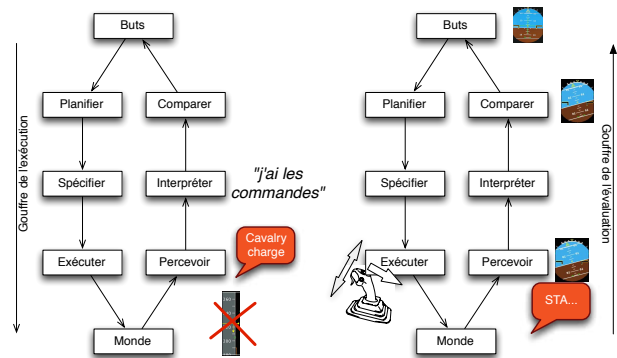 Buts
Planifier
Comparer
Spécifier
Interpréter
Exécuter
Percevoir
Monde
Gouffre de l'exécution
Cavalry
charge
"j'ai les
commandes"
Buts
Planifier
Comparer
Spécifier
Interpréter
Exécuter
Percevoir
Monde
STA...
Gouffre de l'évaluation